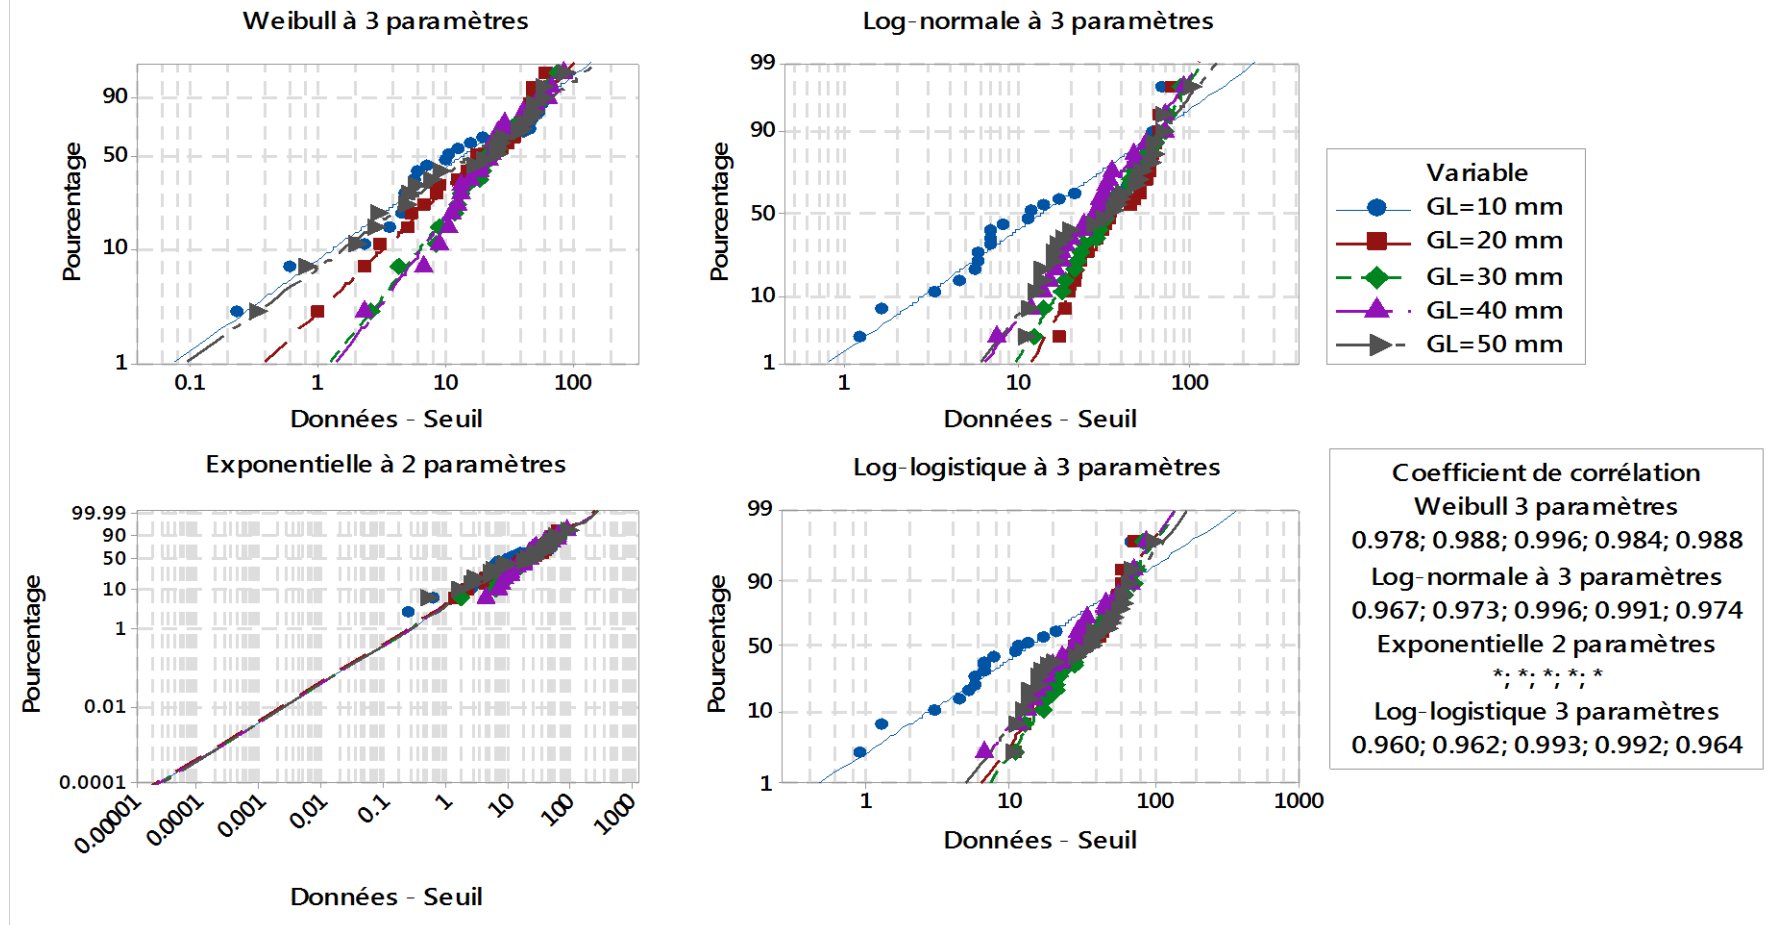 Weibull à 3 paramètres
Log-normale à 3 paramètres
Pourcentage
90
50
10
1
0.1
1
10
100
Données - Seuil
Pourcentage
99
90
50
10
1
1
10
100
Données - Seuil
Variable
GL=10 mm
GL=20 mm
GL=30 mm
GL=40 mm
GL=50 mm
Exponentielle à 2 paramètres
Log-logistique à 3 paramètres
Pourcentage
99.99
90
50
10
1
0.01
0.0001
0.00001
0.0001
0.001
0.01
0.1
1
10
100
1000
Données - Seuil
Pourcentage
99
90
50
10
1
1
10
100
1000
Données - Seuil
Coefficient de corrélation
Weibull 3 paramètres
0.978; 0.988; 0.996; 0.984; 0.988
Log-normale à 3 paramètres
0.967; 0.973; 0.996; 0.991; 0.974
Exponentielle 2 paramètres
*; *; *; *; *
Log-logistique 3 paramètres
0.960; 0.962; 0.993; 0.992; 0.964